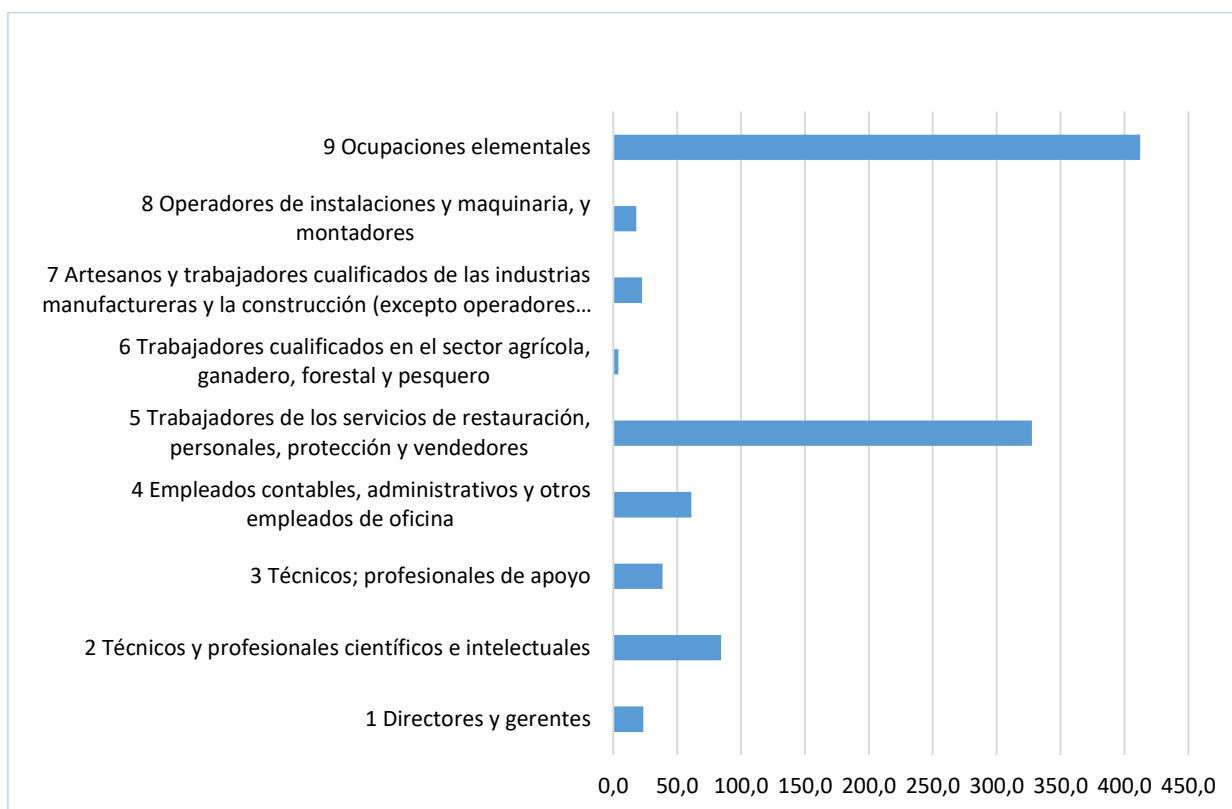 9 Ocupaciones elementales
8 Operadores de instalaciones y maquinaria, y
montadores
7 Artesanos y trabajadores cualificados de las industrias
manufactureras y la construcción (excepto operadores…
6 Trabajadores cualificados en el sector agrícola,
ganadero, forestal y pesquero
5 Trabajadores de los servicios de restauración,
personales, protección y vendedores
4 Empleados contables, administrativos y otros
empleados de oficina
3 Técnicos; profesionales de apoyo
2 Técnicos y profesionales científicos e intelectuales
1 Directores y gerentes
0,0 50,0 100,0 150,0 200,0 250,0 300,0 350,0 400,0 450,0